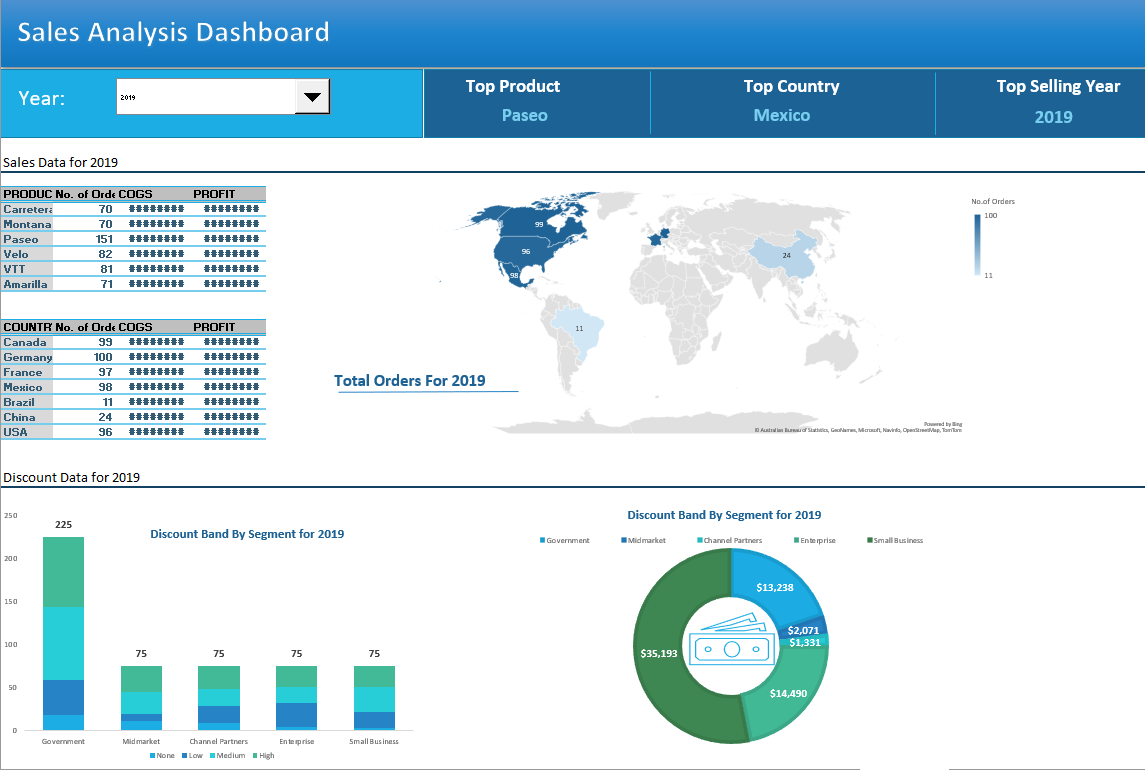 Sales Analysis Dashboard
Year:
2019
Top Product
Paseo
Top Country
Mexico
Top Selling Year
2019
Sales Data for 2019
PRODUC No. of Orde COGS PROFIT
Carretera 70 ######## ########
Montana 70 ######## ########
Paseo 151 ######## ########
Velo 82 ######## ########
VTT 81 ######## ########
Amarilla 71 ######## ########
COUNTR No. of Orde COGS PROFIT
Canada 99 ######## ########
Germany 100 ######## ########
France 97 ######## ########
Mexico 98 ######## ########
Brazil 11 ######## ########
China 24 ######## ########
USA 96 ######## ########
99
96
98
11
24
No.of Orders
100
11
Total Orders For 2019
Powered by Bing
© Australian Bureau of Statistics, GeoNames, Microsoft, Navinfo, OpenStreetMap, TomTom
Discount Data for 2019
Discount Band By Segment for 2019
250
200
150
100
50
0
225
75
75
75
75
Government Midmarket Channel Partners Enterprise Small Business
None Low Medium High
Discount Band By Segment for 2019
Government Midmarket Channel Partners Enterprise Small Business
$13,238
$2,071
$1,331
$14,490
$35,193